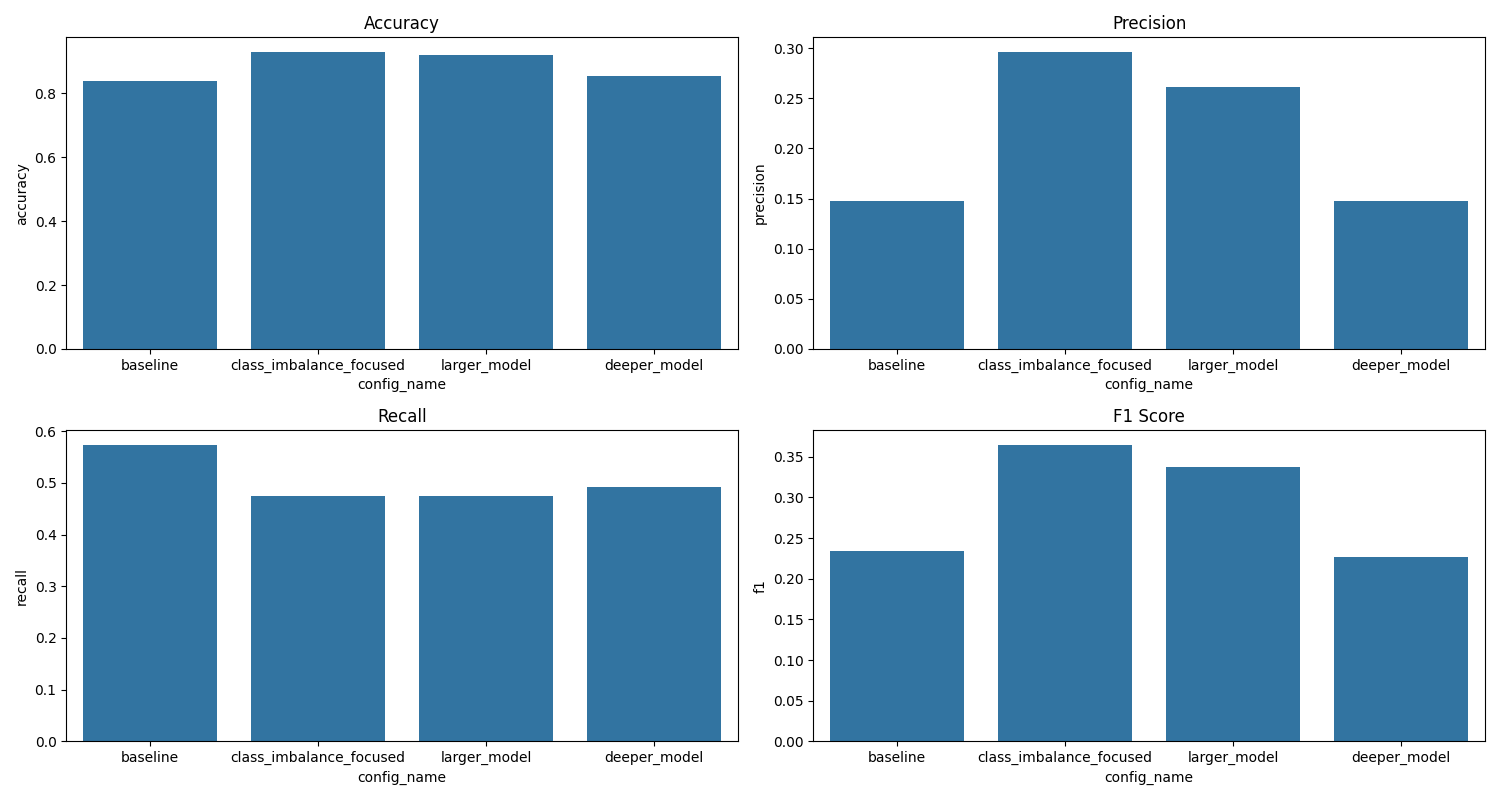 Accuracy
accuracy
0.8
0.6
0.4
0.2
0.0
baseline class_imbalance_focused larger_model deeper_model
config_name
Precision
precision
0.30
0.25
0.20
0.15
0.10
0.05
0.00
baseline class_imbalance_focused larger_model deeper_model
config_name
Recall
recall
0.6
0.5
0.4
0.3
0.2
0.1
0.0
baseline class_imbalance_focused larger_model deeper_model
config_name
F1 Score
f1
0.35
0.30
0.25
0.20
0.15
0.10
0.05
0.00
baseline class_imbalance_focused larger_model deeper_model
config_name